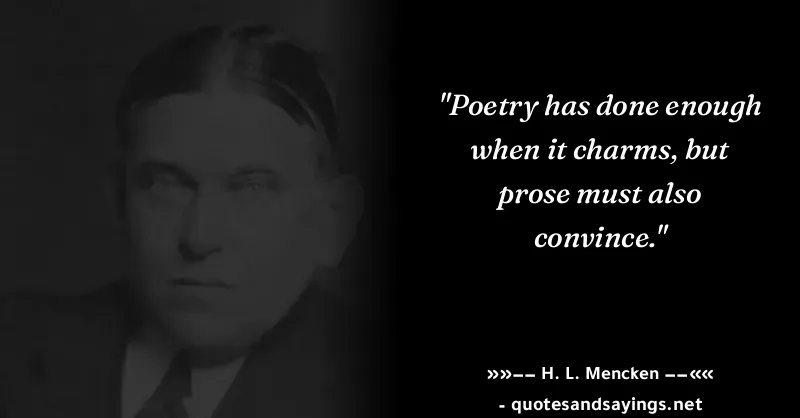 "Poetry has done enough
when it charms, but
prose must also
convince."
»»−− H. L. Mencken −−««
- quotesandsayings.net